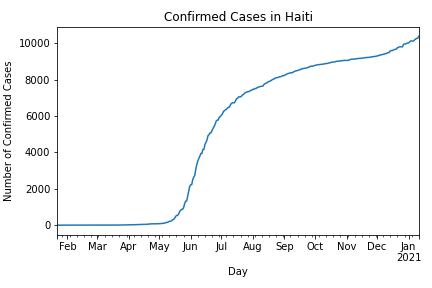 Confirmed Cases in Haiti
Number of Confirmed Cases
10000
8000
6000
4000
2000
0
Feb Mar Apr May Jun Jul Aug Sep Oct Nov Dec Jan
2021
Day